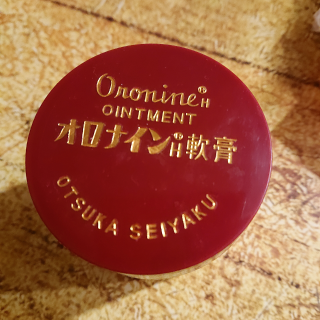 Oronine®H
OINTMENT
オロナイン®H軟膏
OTSUKA SEIYAKU